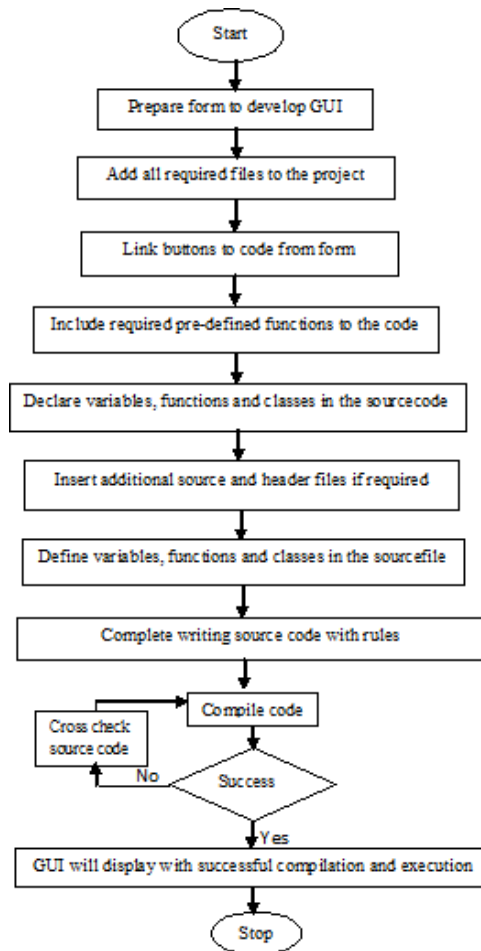 Start
Prepare form to develop GUI
Add all required files to the project
Link buttons to code from form
Include required pre-defined functions to the code
Declare variables, functions and classes in the sourcecode
Insert additional source and header files if required
Define variables, functions and classes in the sourcefile
Complete writing source code with rules
Compile code
Cross check
source code
No
Success
Yes
GUI will display with successful compilation and execution
Stop